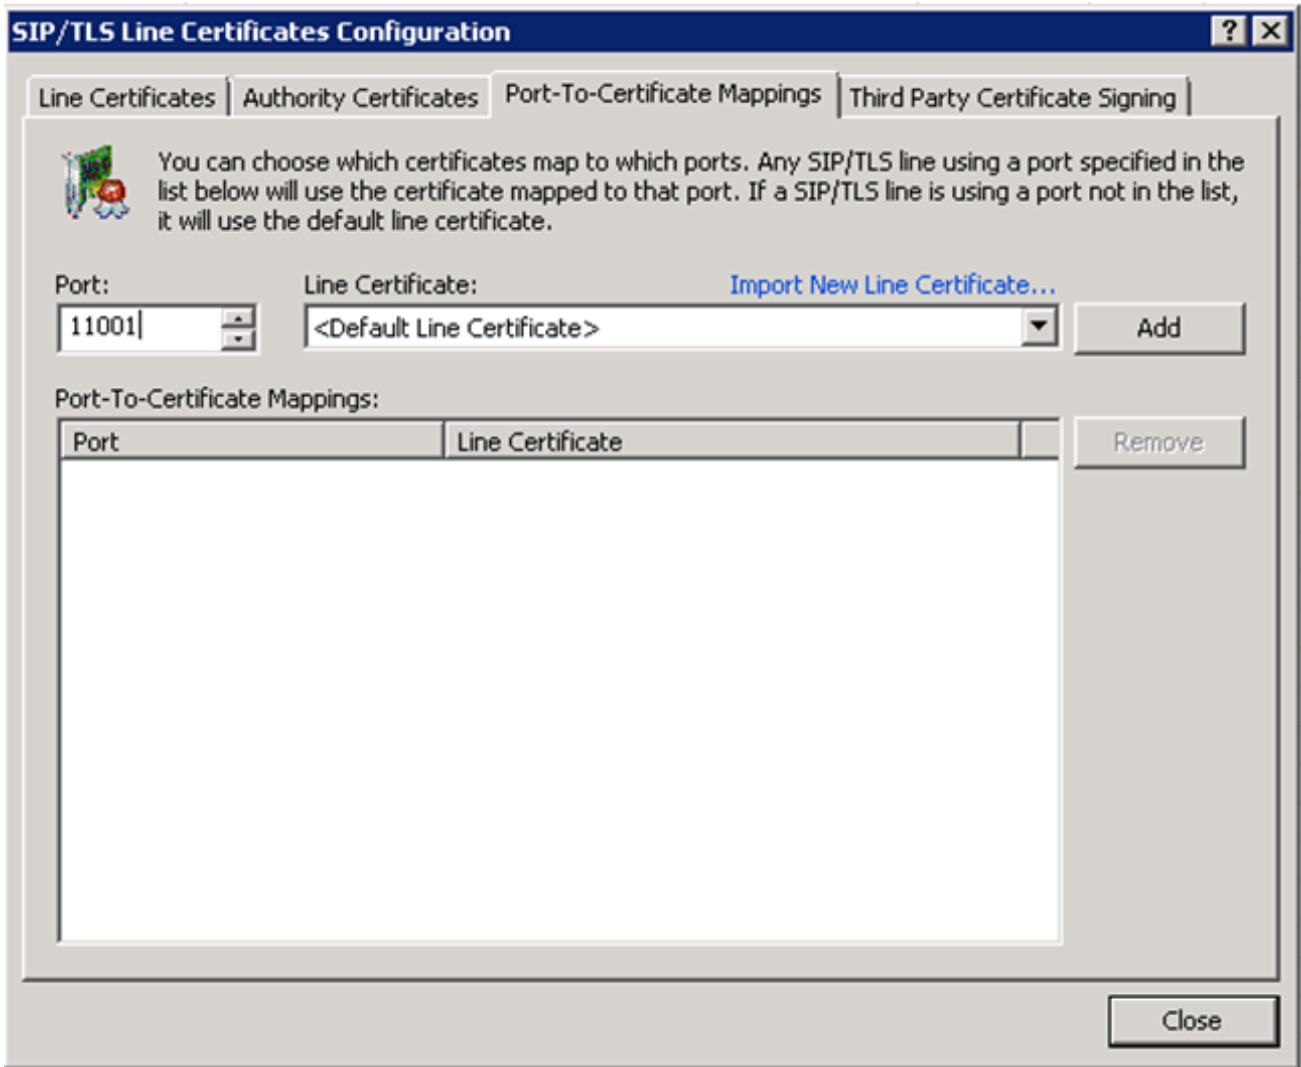 SIP/TLS Line Certificates Configuration
?
Line Certificates Authority Certificates Port-To-Certificate Mappings Third Party Certificate Signing
You can choose which certificates map to which ports. Any SIP/TLS line using a port specified in the
list below will use the certificate mapped to that port. If a SIP/TLS line is using a port not in the list,
it will use the default line certificate.
Port: Line Certificate: Import New Line Certificate...
11001 <Default Line Certificate> Add
Port-To-Certificate Mappings:
Port Line Certificate Remove
Close